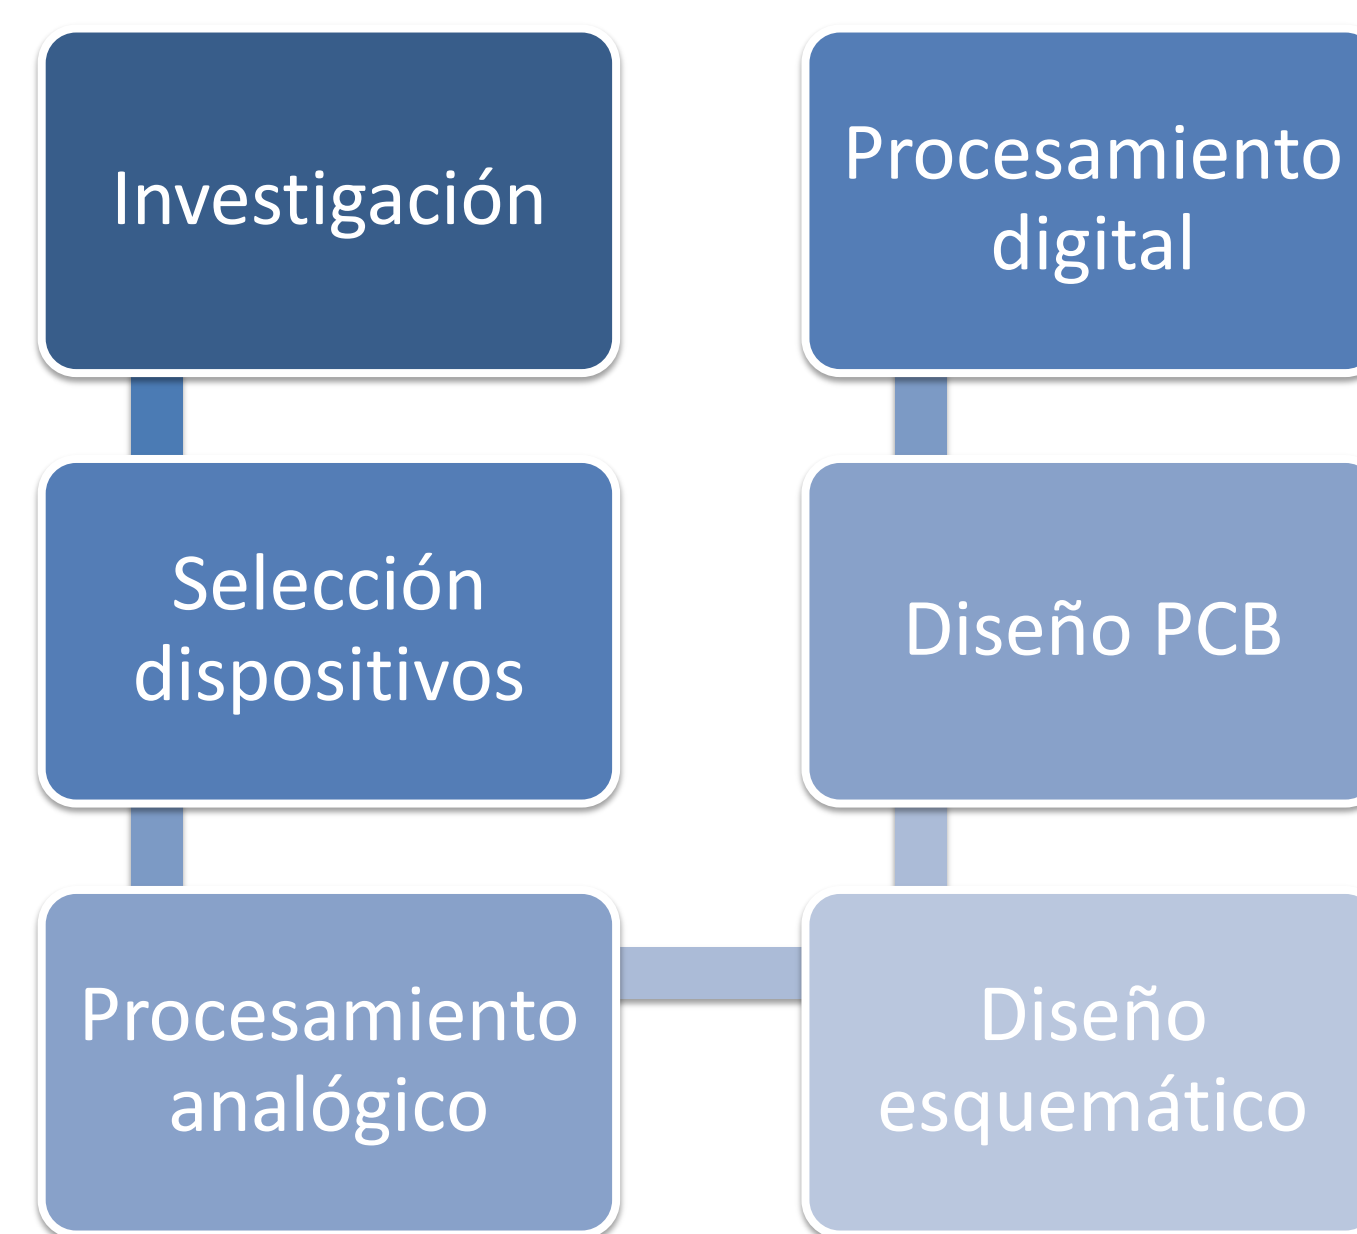 Investigación
Selección
dispositivos
Procesamiento
analógico
Diseño
esquemático
Diseño PCB
Procesamiento
digital